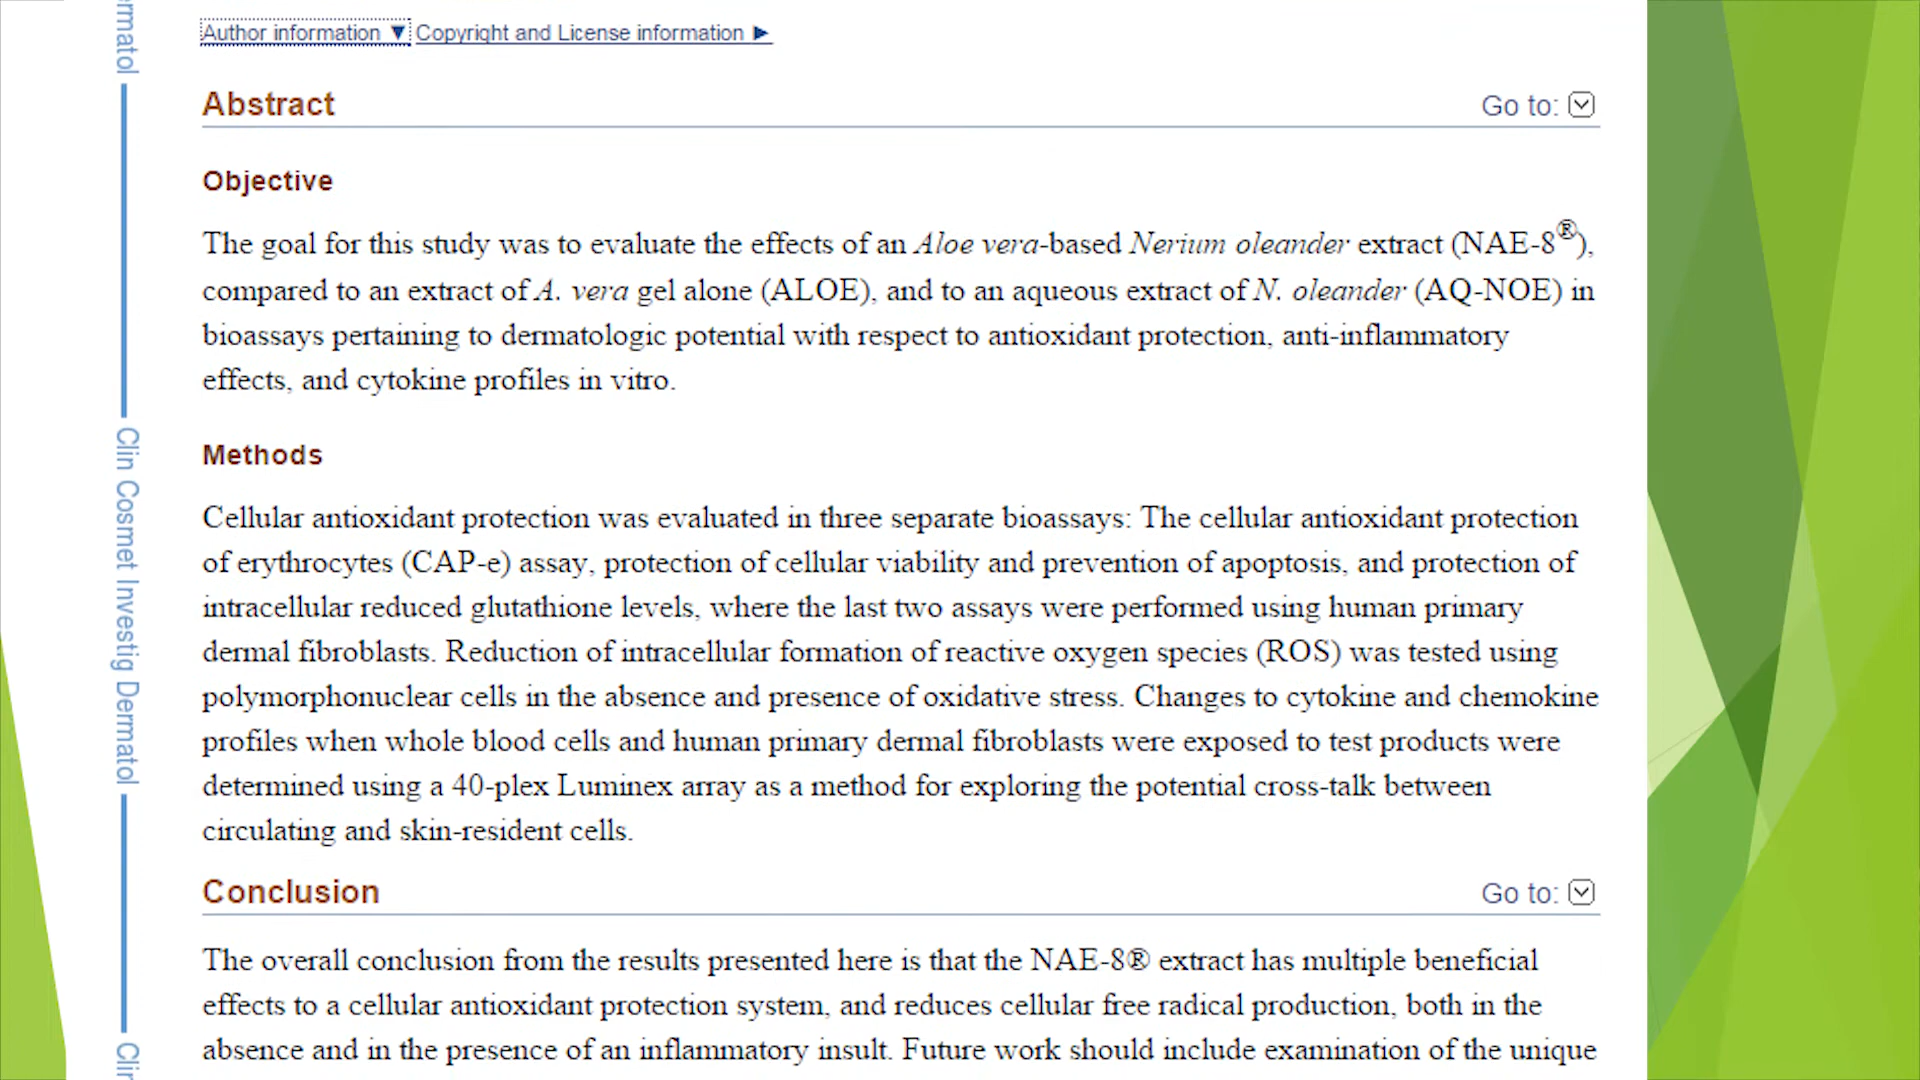 Author information ▼ Copyright and License information ►
Abstract
Go to:
Objective
The goal for this study was to evaluate the effects of an Aloe vera-based Nerium oleander extract (NAE-8®),
compared to an extract of A. vera gel alone (ALOE), and to an aqueous extract of N. oleander (AQ-NOE) in
bioassays pertaining to dermatologic potential with respect to antioxidant protection, anti-inflammatory
effects, and cytokine profiles in vitro.
Methods
Cellular antioxidant protection was evaluated in three separate bioassays: The cellular antioxidant protection
of erythrocytes (CAP-e) assay, protection of cellular viability and prevention of apoptosis, and protection of
intracellular reduced glutathione levels, where the last two assays were performed using human primary
dermal fibroblasts. Reduction of intracellular formation of reactive oxygen species (ROS) was tested using
polymorphonuclear cells in the absence and presence of oxidative stress. Changes to cytokine and chemokine
profiles when whole blood cells and human primary dermal fibroblasts were exposed to test products were
determined using a 40-plex Luminex array as a method for exploring the potential cross-talk between
circulating and skin-resident cells.
Conclusion
Go to:
The overall conclusion from the results presented here is that the NAE-8® extract has multiple beneficial
effects to a cellular antioxidant protection system, and reduces cellular free radical production, both in the
absence and in the presence of an inflammatory insult. Future work should include examination of the unique
ermatol
Clin Cosmet Investig Dermatol
Clin